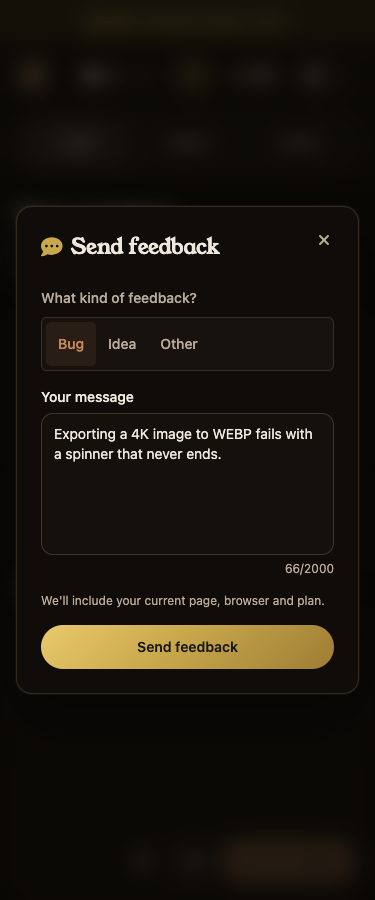 Send feedback
What kind of feedback?
Bug Idea Other
Your message
Exporting a 4K image to WEBP fails with
a spinner that never ends.
66/2000
We'll include your current page, browser and plan.
Send feedback